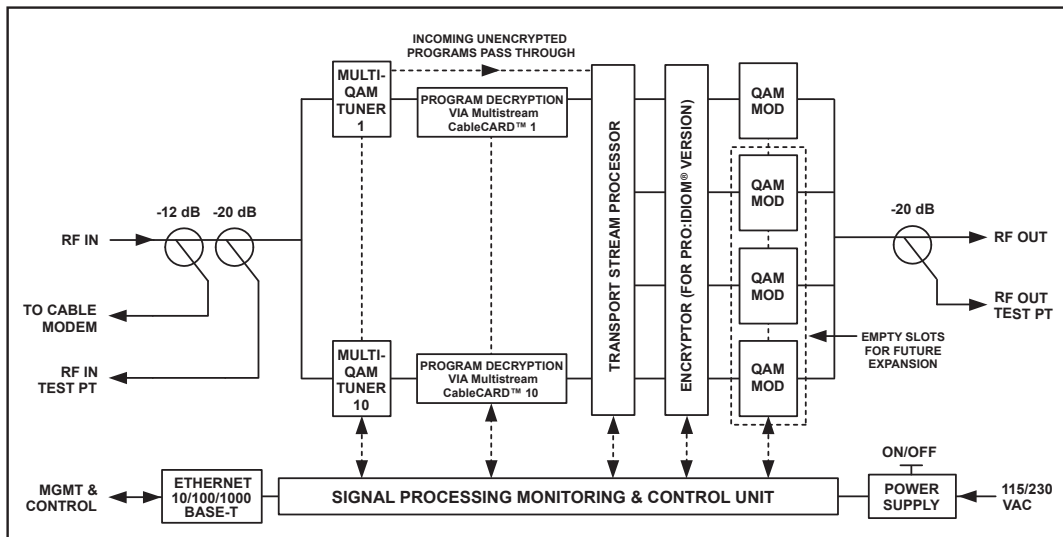 INCOMING UNENCRYPTED
PROGRAMS PASS THROUGH
MULTI-
QAM
TUNER
1
PROGRAM DECRYPTION
VIA Multistream
CableCARD™ 1
TRANSPORT STREAM PROCESSOR
ENCRYPTOR (FOR PRO:IDIOM® VERSION)
QAM
MOD
QAM
MOD
QAM
MOD
QAM
MOD
-12 dB
-20 dB
RF IN
TO CABLE
MODEM
RF IN
TEST PT
-20 dB
RF OUT
RF OUT
TEST PT
EMPTY SLOTS
FOR FUTURE
EXPANSION
MULTI-
QAM
TUNER
10
PROGRAM DECRYPTION
VIA Multistream
CableCARD™ 10
MGMT &
CONTROL
ETHERNET
10/100/1000
BASE-T
SIGNAL PROCESSING MONITORING & CONTROL UNIT
ON/OFF
POWER
SUPPLY
115/230
VAC